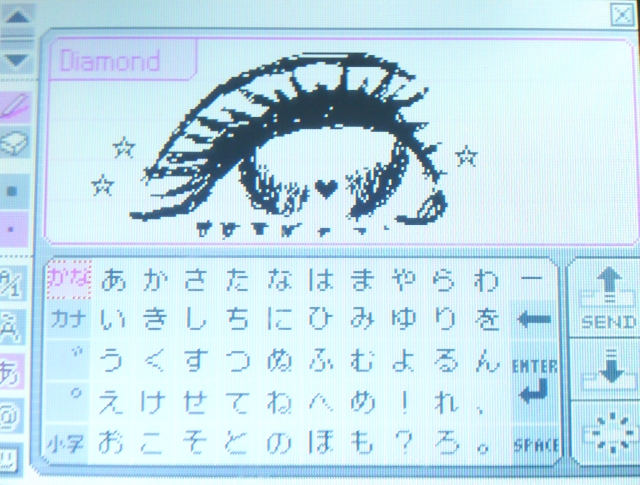 Diamond
かな あ か さ た な は ま や ら わ ー
カナ い き し ち に ひ み ゆ り を
SEND
゛ う く す つ ぬ ふ む よ る ん ENTER
゜ え け せ て ね へ め ! れ 、
小字 お こ そ と の ほ も ? ろ 。 SPACE
あ
@